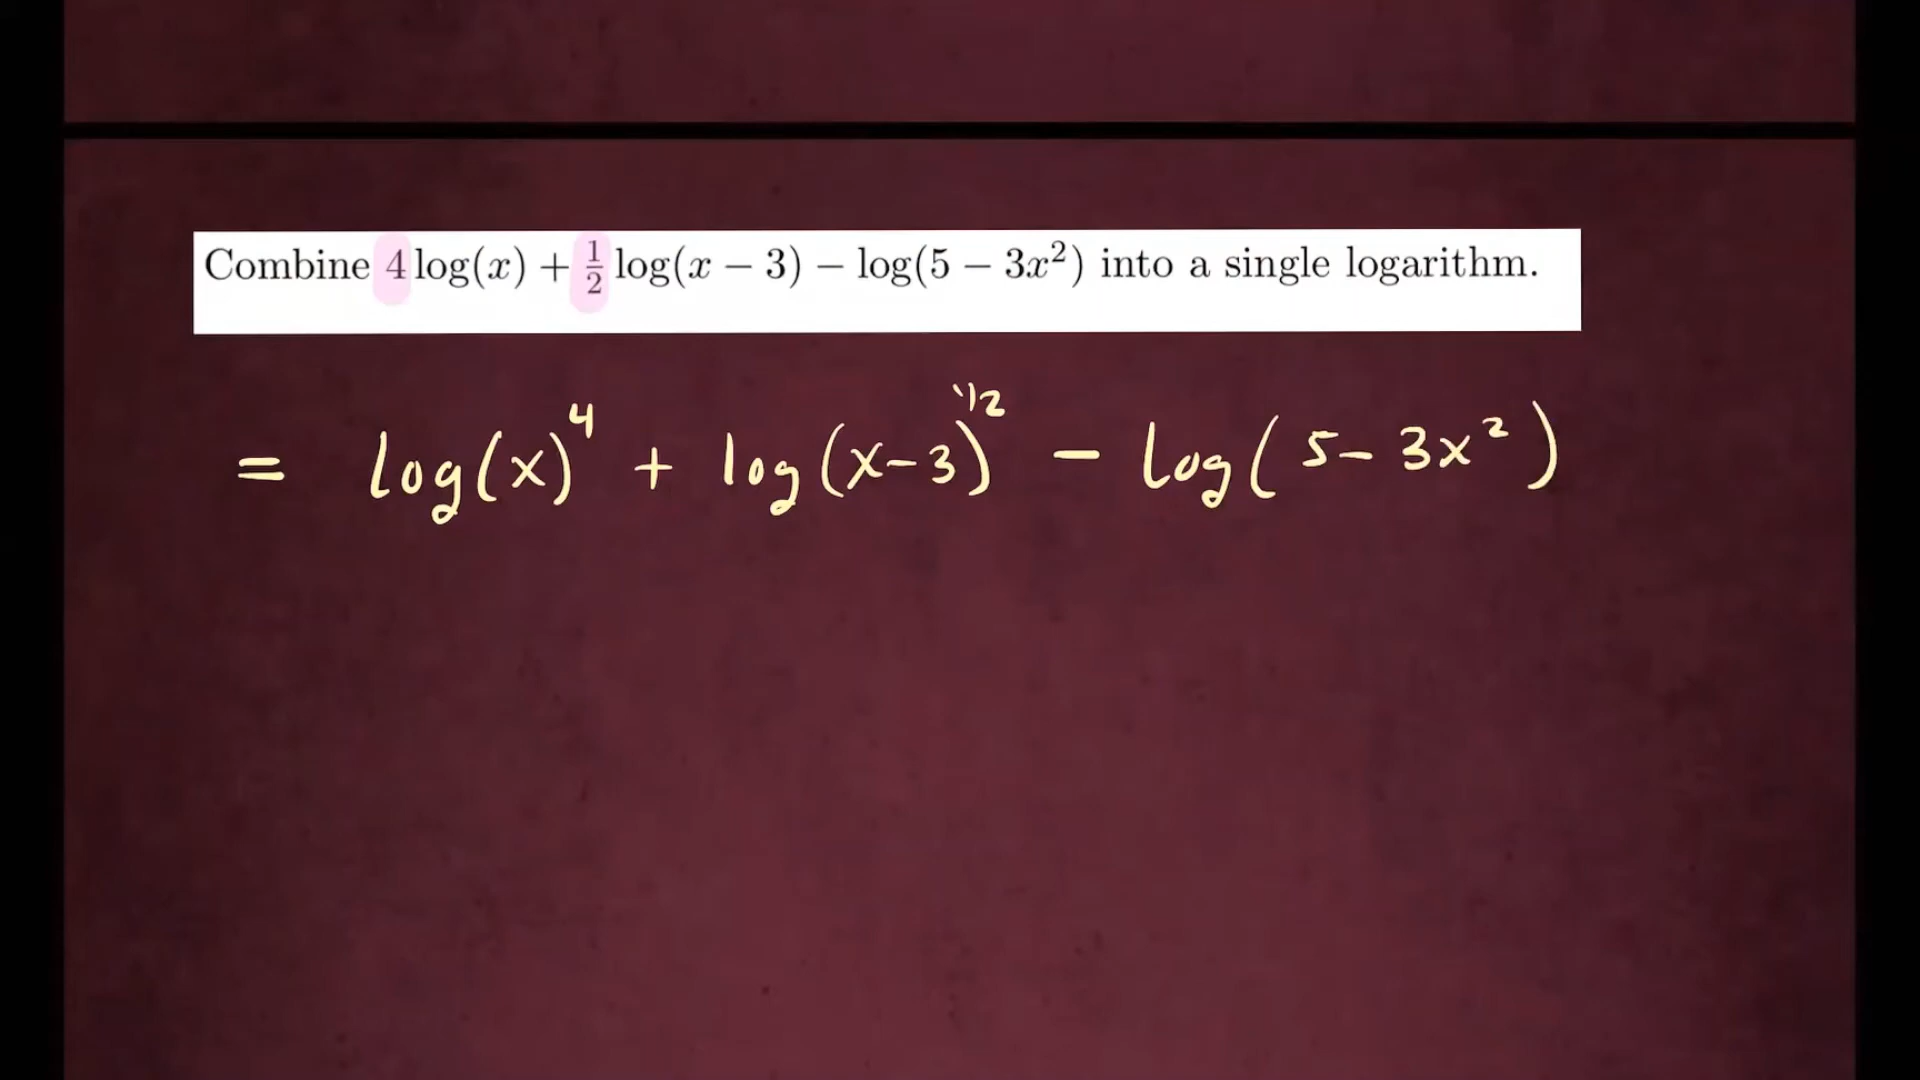 Combine 4 log(x) + ½ log(x − 3) − log(5 − 3x²) into a single logarithm.
= log(x)⁴ + log(x-3)^1/2 - log(5-3x²)